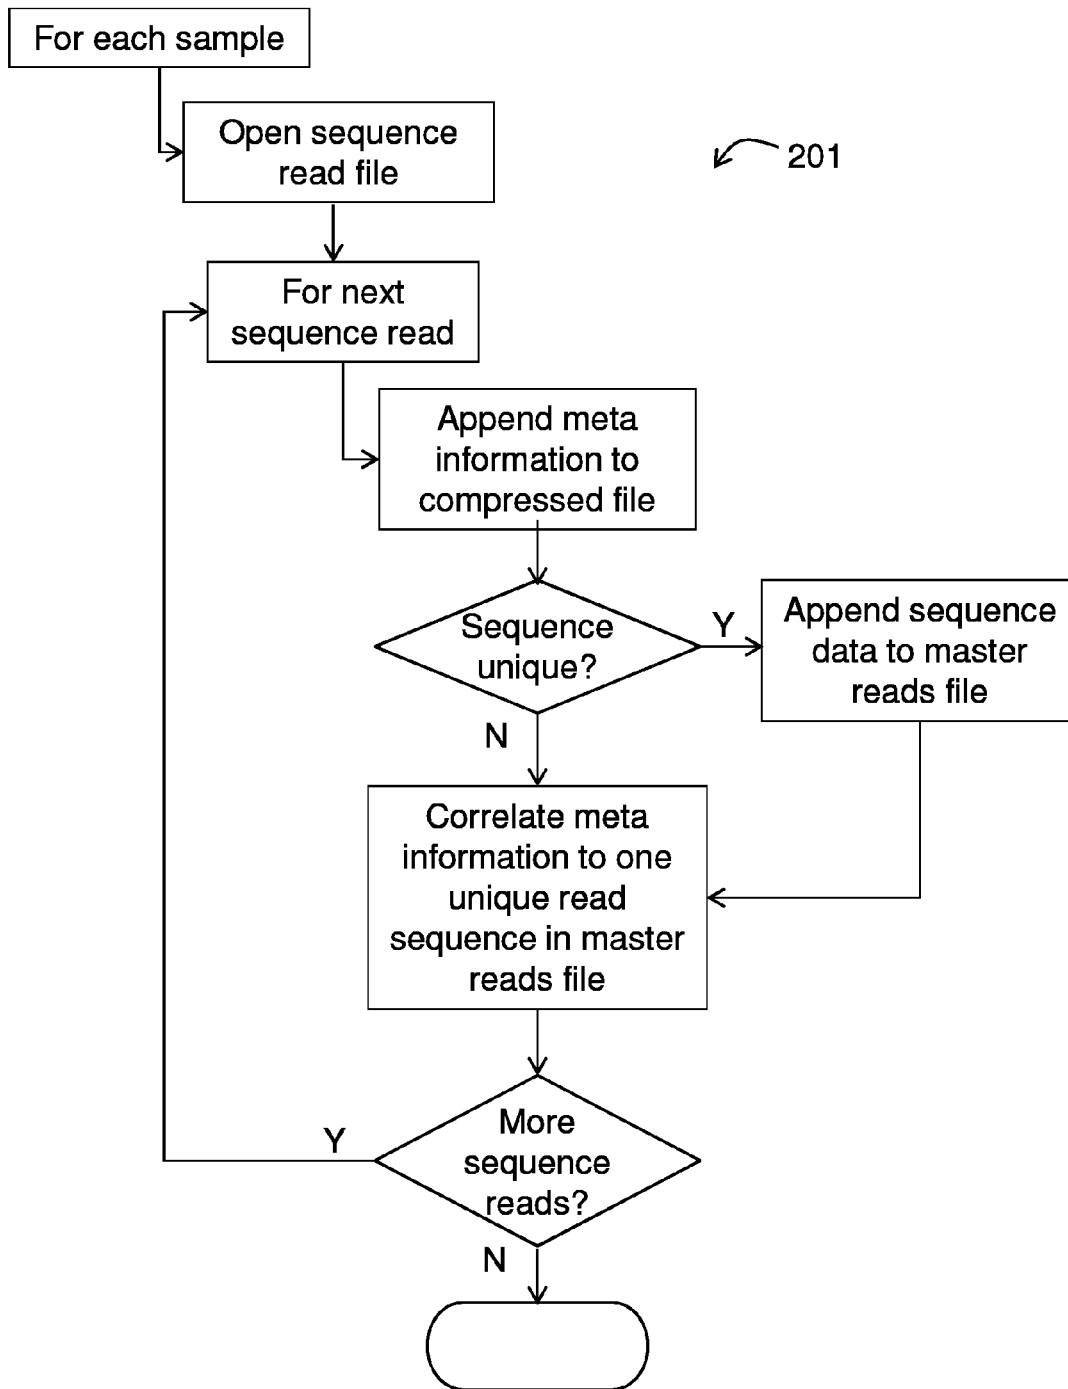 For each sample
Open sequence
read file
201
For next
sequence read
Append meta
information to
compressed file
Sequence
unique?
Y
Append sequence
data to master
reads file
N
Correlate meta
information to one
unique read
sequence in master
reads file
More
sequence
reads?
Y
N